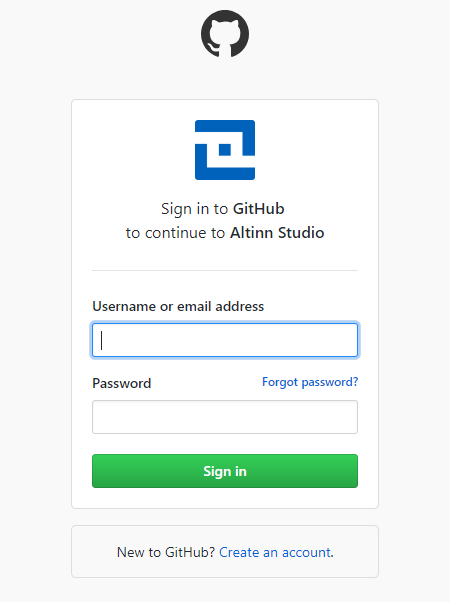 Sign in to GitHub
to continue to Altinn Studio
Username or email address
Password Forgot password?
Sign in
New to GitHub? Create an account.